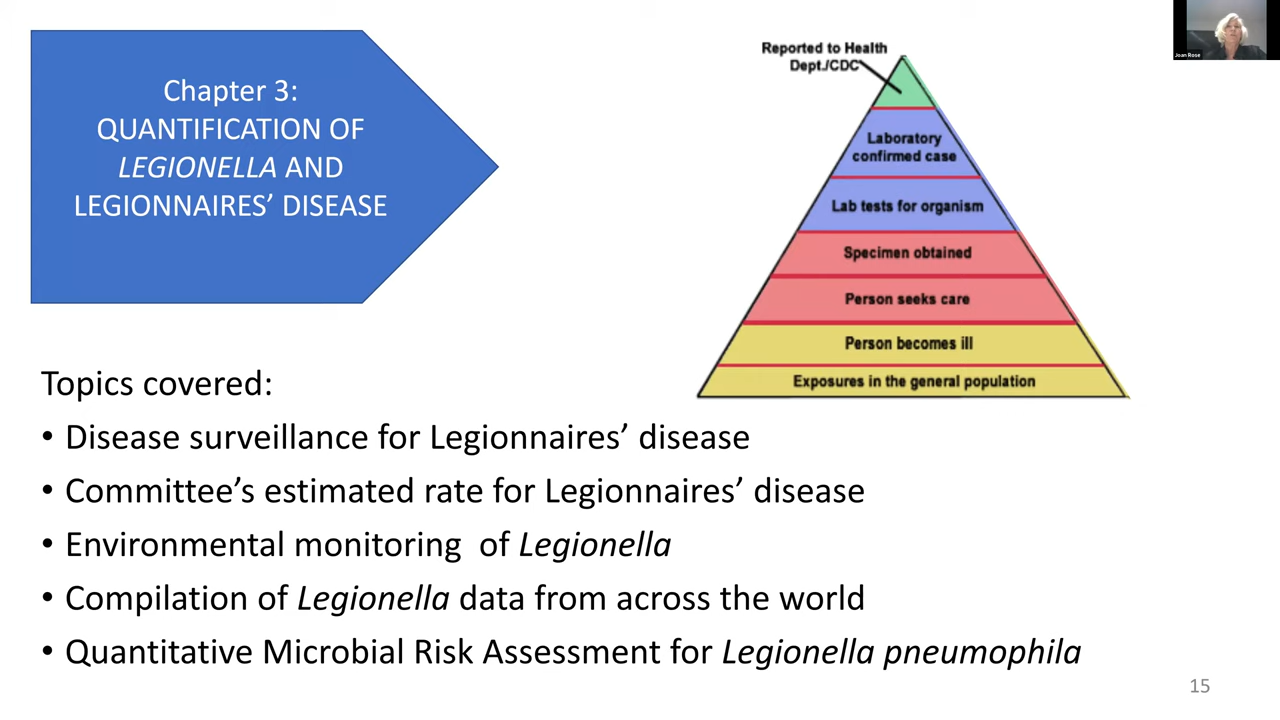 Chapter 3:
QUANTIFICATION OF
LEGIONELLA AND
LEGIONNAIRES’ DISEASE
Reported to Health
Dept./CDC
Laboratory
confirmed case
Lab tests for organism
Specimen obtained
Person seeks care
Person becomes ill
Exposures in the general population
Joan Rose
Topics covered:
• Disease surveillance for Legionnaires’ disease
• Committee’s estimated rate for Legionnaires’ disease
• Environmental monitoring of Legionella
• Compilation of Legionella data from across the world
• Quantitative Microbial Risk Assessment for Legionella pneumophila
15